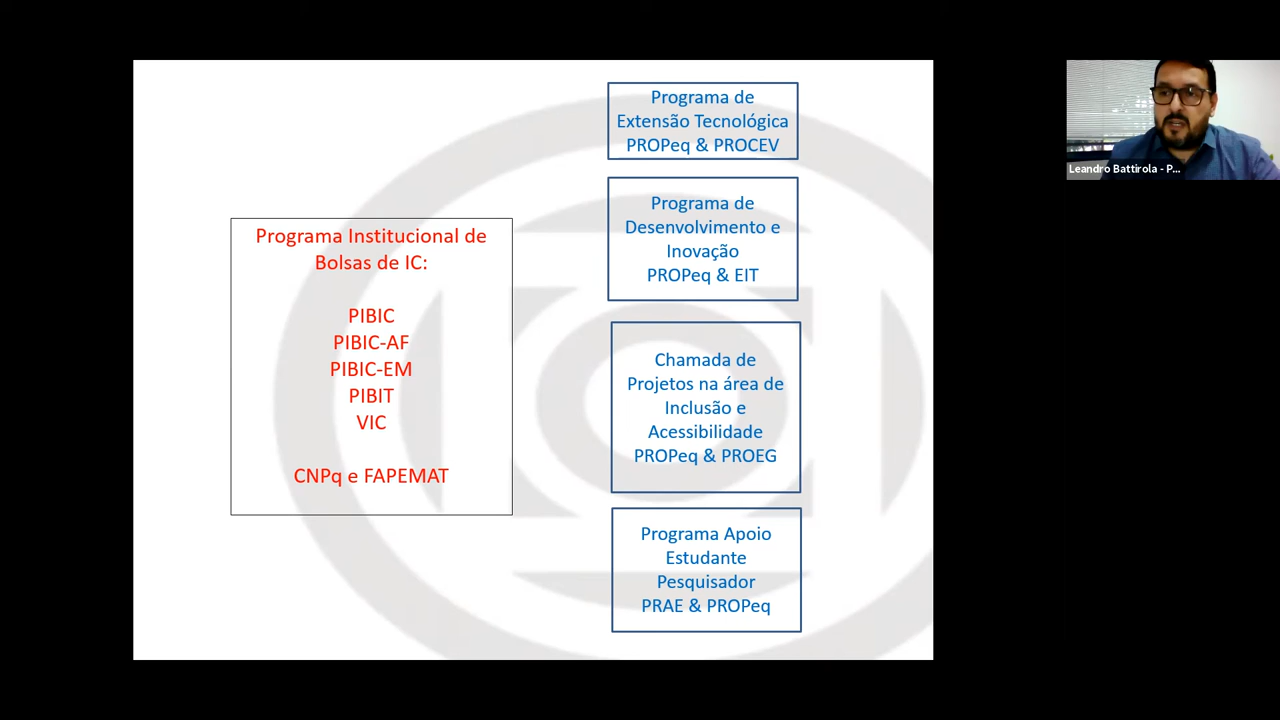 Programa Institucional de
Bolsas de IC:
PIBIC
PIBIC-AF
PIBIC-EM
PIBIT
VIC
CNPq e FAPEMAT
Programa de
Extensão Tecnológica
PROPeq & PROCEV
Programa de
Desenvolvimento e
Inovação
PROPeq & EIT
Chamada de
Projetos na área de
Inclusão e
Acessibilidade
PROPeq & PROEG
Programa Apoio
Estudante
Pesquisador
PRAE & PROPeq
Leandro Battirola - P...